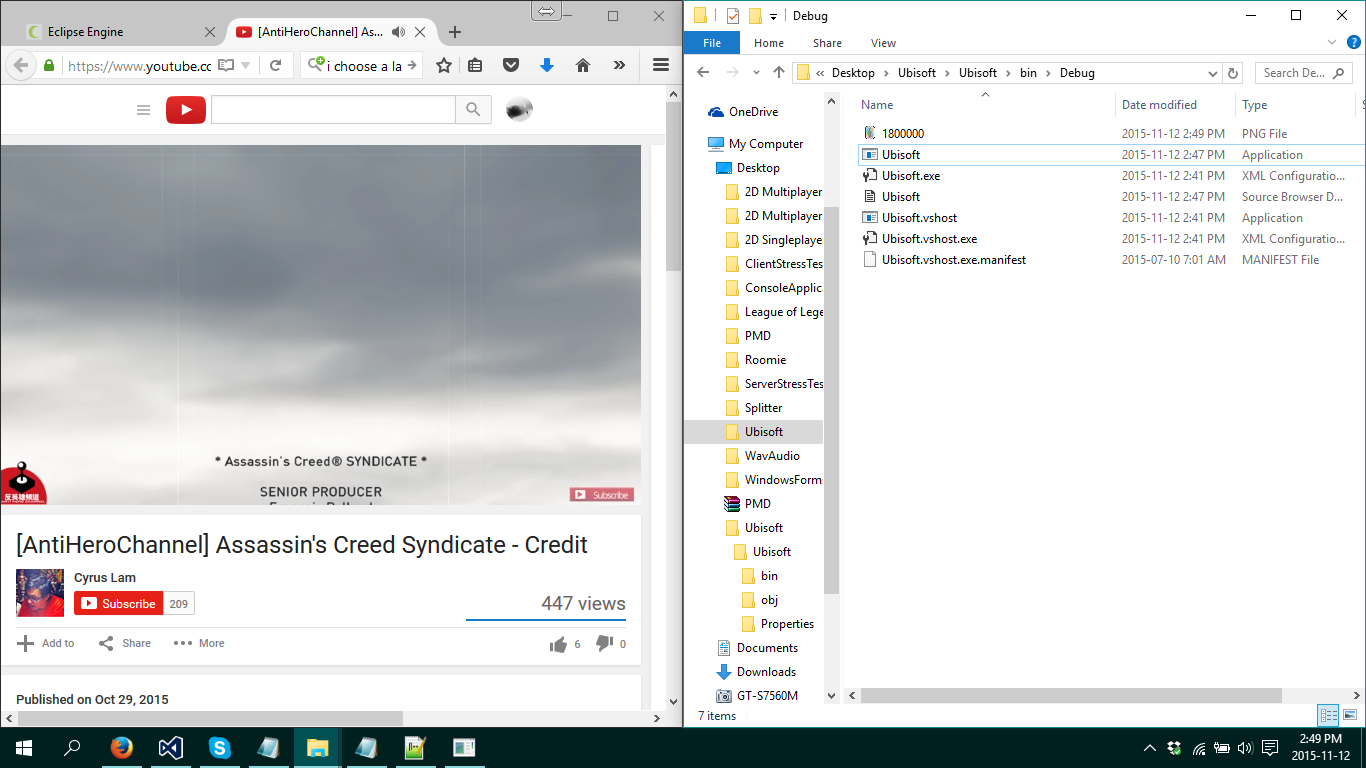 Eclipse Engine
[AntiHeroChannel] As...
https://www.youtube.cc
i choose a la
* Assassin's Creed® SYNDICATE *
SENIOR PRODUCER
反英雄頻道
Subscribe
[AntiHeroChannel] Assassin's Creed Syndicate - Credit
Cyrus Lam
Subscribe 209
447 views
Add to Share More 6 0
Published on Oct 29, 2015
Debug
File Home Share View
« Desktop Ubisoft Ubisoft bin Debug
Search De...
OneDrive
My Computer
Desktop
2D Multiplayer
2D Multiplayer
2D Singleplaye
ClientStressTes
ConsoleApplic
League of Lege
PMD
Roomie
ServerStressTes
Splitter
Ubisoft
WavAudio
WindowsForm
PMD
Ubisoft
Ubisoft
bin
obj
Properties
Documents
Downloads
GT-S7560M
Name Date modified Type
1800000 2015-11-12 2:49 PM PNG File
Ubisoft 2015-11-12 2:47 PM Application
Ubisoft.exe 2015-11-12 2:41 PM XML Configuratio...
Ubisoft 2015-11-12 2:47 PM Source Browser D...
Ubisoft.vshost 2015-11-12 2:41 PM Application
Ubisoft.vshost.exe 2015-11-12 2:41 PM XML Configuratio...
Ubisoft.vshost.exe.manifest 2015-07-10 7:01 AM MANIFEST File
7 items
2:49 PM
2015-11-12